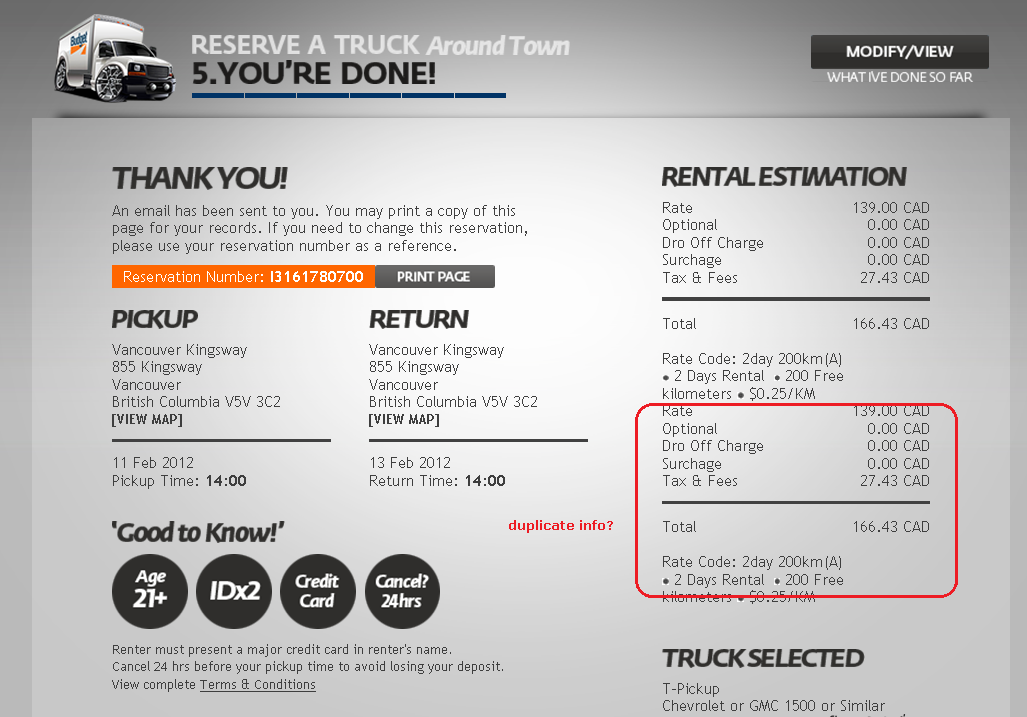 Budget
RESERVE A TRUCK Around Town
5.YOU'RE DONE!
MODIFY/VIEW
WHAT I'VE DONE SO FAR
THANK YOU!
An email has been sent to you. You may print a copy of this
page for your records. If you need to change this reservation,
please use your reservation number as a reference.
Reservation Number: I3161780700 PRINT PAGE
PICKUP
Vancouver Kingsway
855 Kingsway
Vancouver
British Columbia V5V 3C2
[VIEW MAP]
11 Feb 2012
Pickup Time: 14:00
RETURN
Vancouver Kingsway
855 Kingsway
Vancouver
British Columbia V5V 3C2
[VIEW MAP]
13 Feb 2012
Return Time: 14:00
'Good to Know!'
Age
21+
IDx2
Credit
Card
Cancel?
24hrs
Renter must present a major credit card in renter's name.
Cancel 24 hrs before your pickup time to avoid losing your deposit.
View complete Terms & Conditions
RENTAL ESTIMATION
Rate 139.00 CAD
Optional 0.00 CAD
Dro Off Charge 0.00 CAD
Surchage 0.00 CAD
Tax & Fees 27.43 CAD
Total 166.43 CAD
Rate Code: 2day 200km(A)
• 2 Days Rental • 200 Free
kilometers • $0.25/KM
Rate 139.00 CAD
Optional 0.00 CAD
Dro Off Charge 0.00 CAD
Surchage 0.00 CAD
Tax & Fees 27.43 CAD
duplicate info?
Total 166.43 CAD
Rate Code: 2day 200km(A)
• 2 Days Rental • 200 Free
kilometers • $0.25/KM
TRUCK SELECTED
T-Pickup
Chevrolet or GMC 1500 or Similar